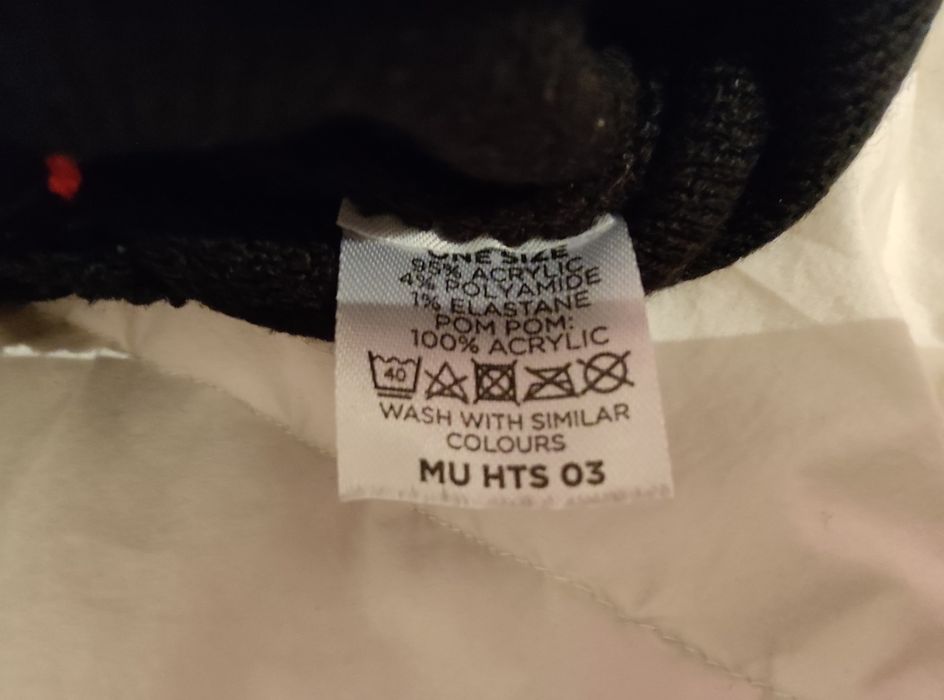 ONE SIZE
95% ACRYLIC
4% POLYAMIDE
1% ELASTANE
POM POM:
100% ACRYLIC
40
WASH WITH SIMILAR
COLOURS
MU HTS 03